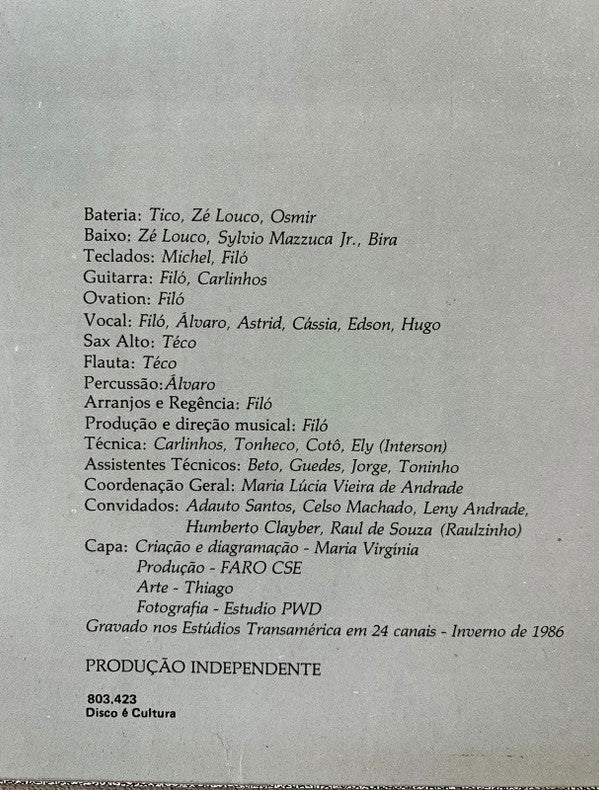 Bateria: Tico, Zé Louco, Osmir
Baixo: Zé Louco, Sylvio Mazzuca Jr., Bira
Teclados: Michel, Filó
Guitarra: Filó, Carlinhos
Ovation: Filó
Vocal: Filó, Álvaro, Astrid, Cássia, Edson, Hugo
Sax Alto: Téco
Flauta: Téco
Percussão:Álvaro
Arranjos e Regência: Filó
Produção e direção musical: Filó
Técnica: Carlinhos, Tonheco, Cotô, Ely (Interson)
Assistentes Técnicos: Beto, Guedes, Jorge, Toninho
Coordenação Geral: Maria Lúcia Vieira de Andrade
Convidados: Adauto Santos, Celso Machado, Leny Andrade,
Humberto Clayber, Raul de Souza (Raulzinho)
Capa: Criação e diagramação - Maria Virgínia
Produção - FARO CSE
Arte - Thiago
Fotografia - Estudio PWD
Gravado nos Estúdios Transamérica em 24 canais - Inverno de 1986
PRODUÇÃO INDEPENDENTE
803.423
Disco é Cultura